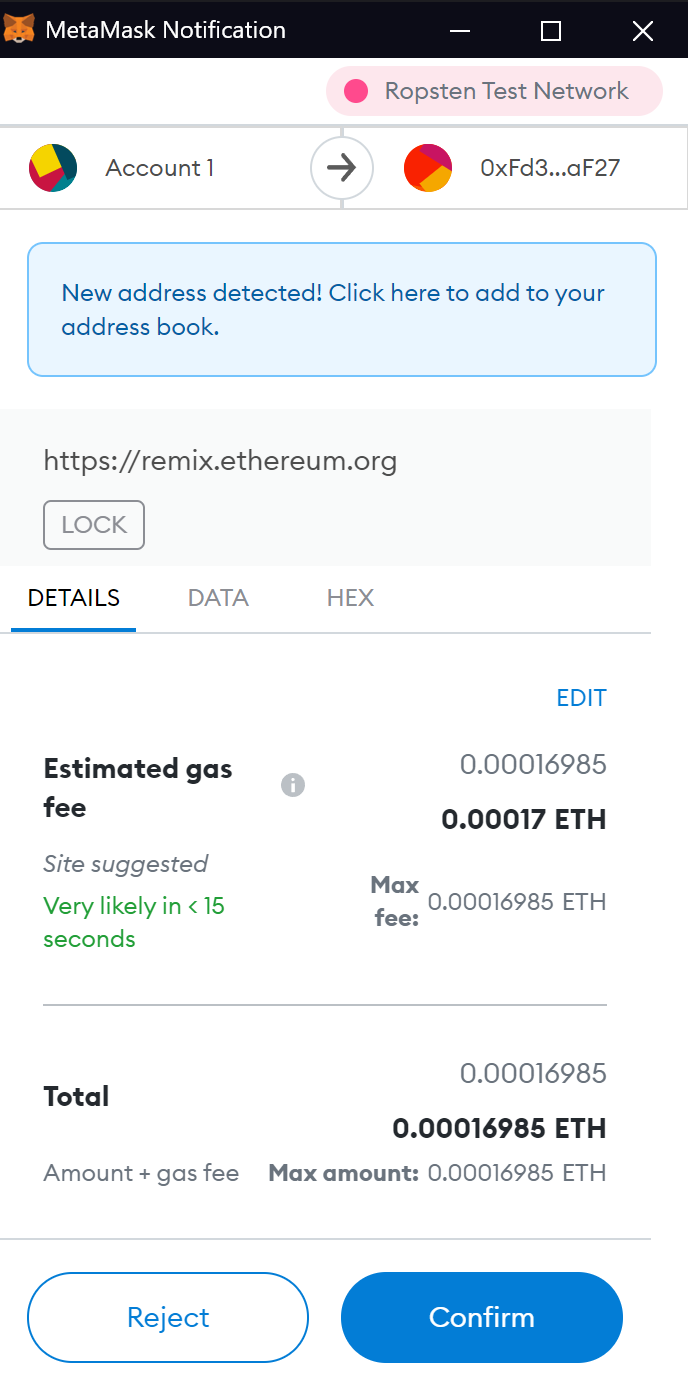 MetaMask Notification
Ropsten Test Network
Account 1
0xFd3...aF27
New address detected! Click here to add to your
address book.
https://remix.ethereum.org
LOCK
DETAILS
DATA
HEX
EDIT
Estimated gas
fee
0.00016985
0.00017 ETH
Site suggested
Very likely in < 15
seconds
Max
fee:
0.00016985 ETH
Total
0.00016985
0.00016985 ETH
Amount + gas fee
Max amount: 0.00016985 ETH
Reject
Confirm